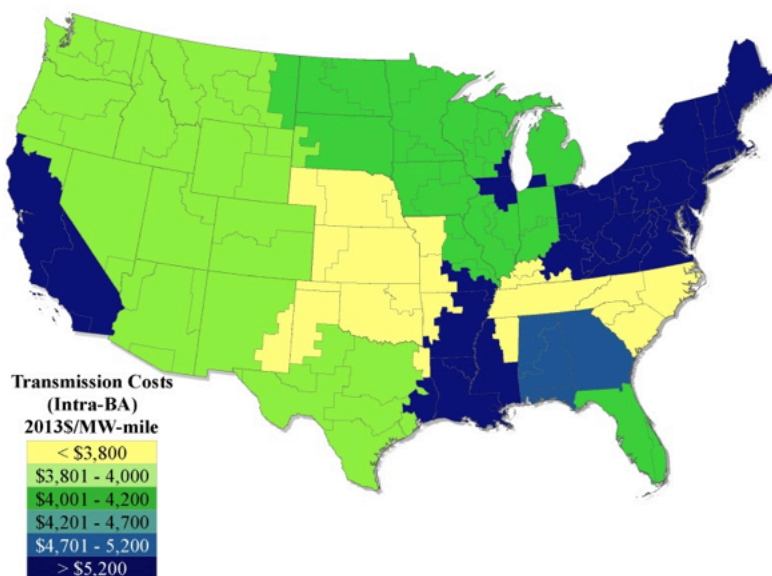 Transmission Costs
(Intra-BA)
2013$/MW-mile
< $3,800
$3,801 - 4,000
$4,001 - 4,200
$4,201 - 4,700
$4,701 - 5,200
> $5,200